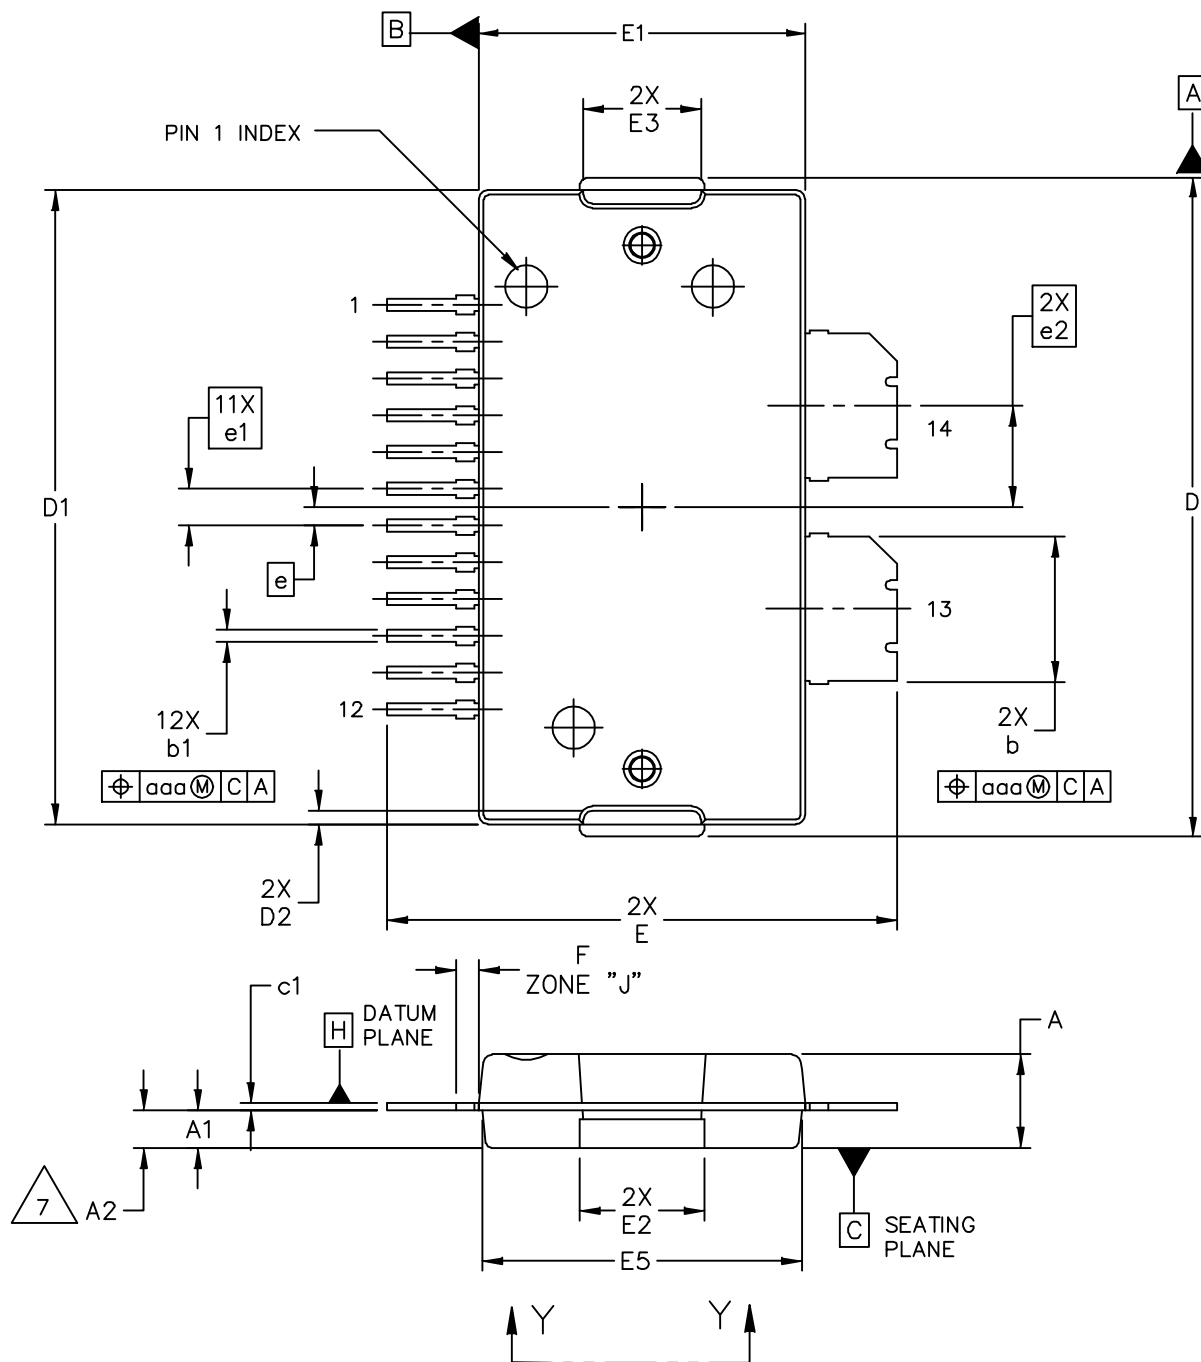 B
E1
2X
E3
A
PIN 1 INDEX
1
2X
e2
11X
e1
14
D1
D
e
13
12
12X
b1
2X
b
aaa Ⓜ C A
aaa Ⓜ C A
2X
D2
2X
E
F
ZONE "J"
c1
H
DATUM
PLANE
A
A1
7
A2
2X
E2
C
SEATING
PLANE
E5
Y
Y